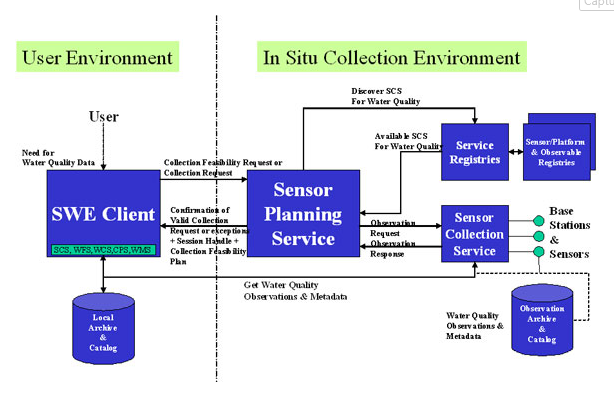 Captu
User Environment
In Situ Collection Environment
Discover SCS
For Water Quality
User
Available SCS
For Water Quality
Service
Registries
Sensor/Platform
& Observable
Registries
Need for
Water Quality Data
Collection Feasibility Request or
Collection Request
SWE Client
SCS, WFS,WCS,CPS,WMS
Confirmation of
Valid Collection
Request or exceptions
+ Session Handle +
Collection Feasibility
Plan
Sensor
Planning
Service
Observation
Request
Observation
Response
Sensor
Collection
Service
Base
Stations
&
Sensors
Get Water Quality
Observations & Metadata
Local
Archive
&
Catalog
Water Quality
Observations &
Metadata
Observation
Archive
&
Catalog